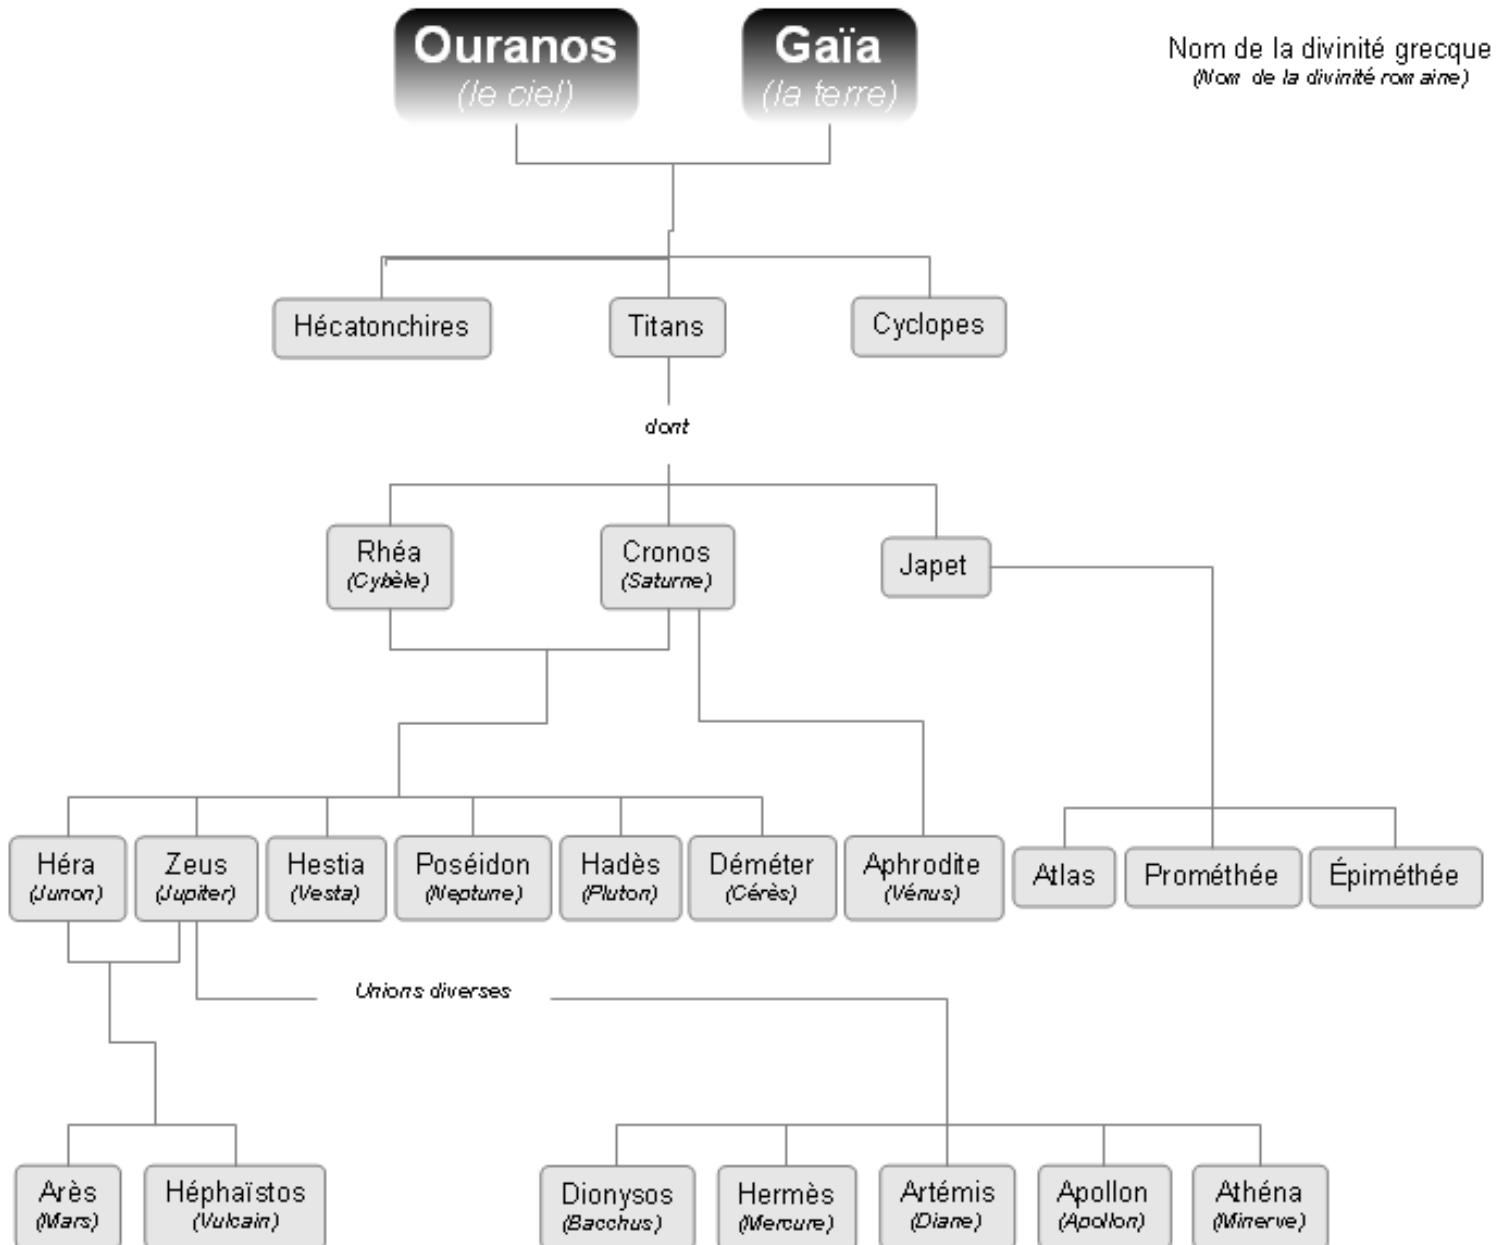 Ouranos
(le ciel)
Gaïa
(la terre)
Nom de la divinité grecque
(Nom de la divinité romaine)
Hécatonchires
Titans
Cyclopes
dont
Rhéa
(Cybèle)
Cronos
(Saturne)
Japet
Héra
(Junon)
Zeus
(Jupiter)
Hestia
(Vesta)
Poséidon
(Neptune)
Hadès
(Pluton)
Déméter
(Cérès)
Aphrodite
(Vénus)
Atlas
Prométhée
Épiméthée
Unions diverses
Arès
(Mars)
Héphaïstos
(Vulcain)
Dionysos
(Bacchus)
Hermès
(Mercure)
Artémis
(Diane)
Apollon
(Apollon)
Athéna
(Minerve)